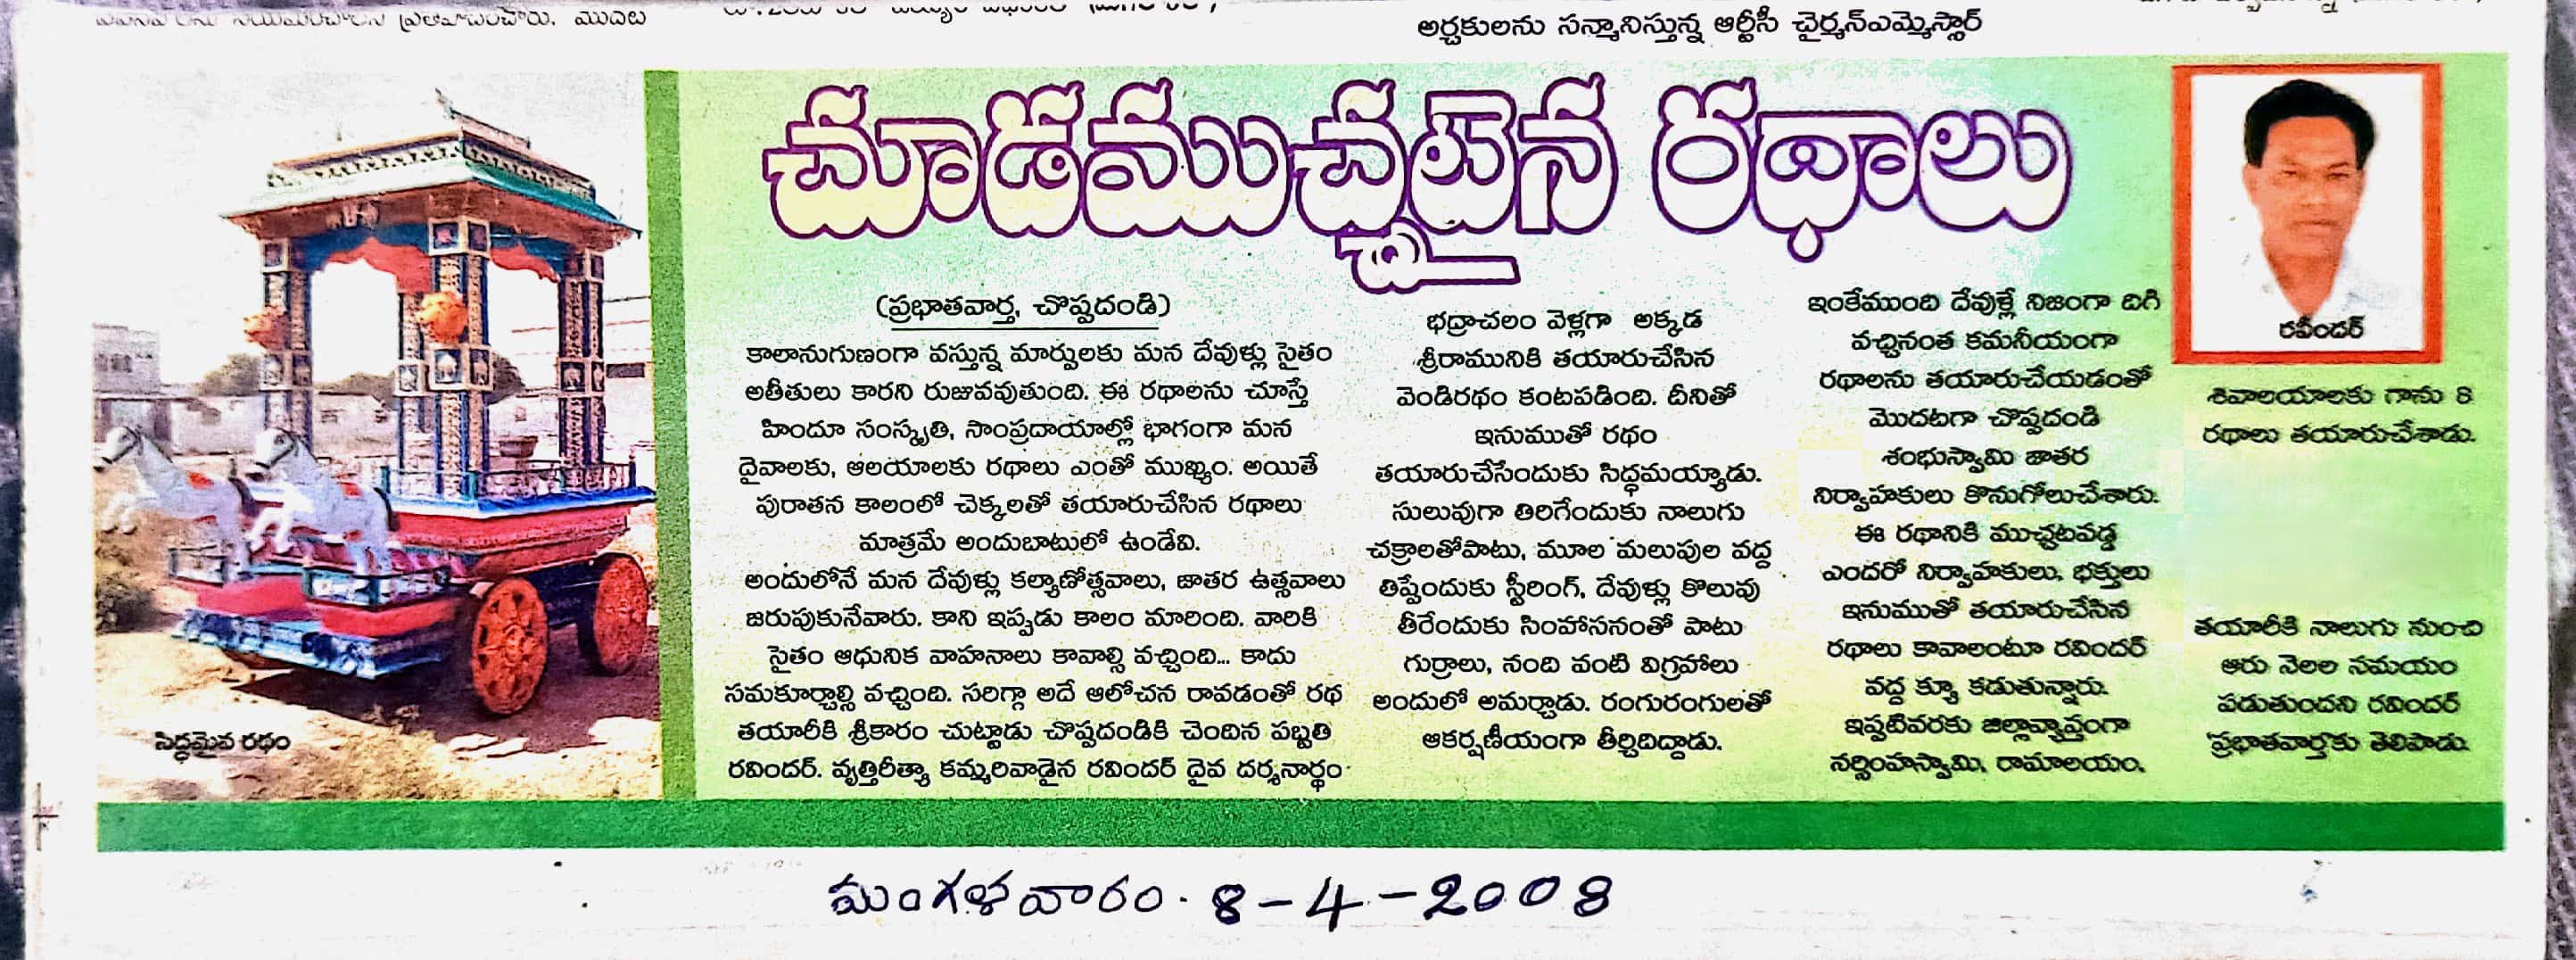 అర్చకులను సన్మానిస్తున్న ఆర్టీసీ చైర్మన్ఎమ్మెస్సార్
చూడముచ్చటైన రథాలు
(ప్రభాతవార్త, చొప్పదండి)
కాలానుగుణంగా వస్తున్న మార్పులకు మన దేవుళ్లు సైతం
అతీతులు కారని రుజువవుతుంది. ఈ రథాలను చూస్తే
హిందూ సంస్కృతి, సాంప్రదాయాల్లో భాగంగా మన
దైవాలకు, ఆలయాలకు రథాలు ఎంతో ముఖ్యం. అయితే
పురాతన కాలంలో చెక్కలతో తయారుచేసిన రథాలు
మాత్రమే అందుబాటులో ఉండేవి.
అందులోనే మన దేవుళ్లు కల్యాణోత్సవాలు, జాతర ఉత్సవాలు
జరుపుకునేవారు. కాని ఇప్పుడు కాలం మారింది. వారికి
సైతం ఆధునిక వాహనాలు కావాల్సి వచ్చింది... కాదు
సమకూర్చాల్సి వచ్చింది. సరిగ్గా అదే ఆలోచన రావడంతో రథ
తయారీకి శ్రీకారం చుట్టాడు చొప్పదండికి చెందిన పబ్బతి
రవిందర్. వృత్తిరీత్యా కమ్మరివాడైన రవిందర్ దైవ దర్శనార్థం
భద్రాచలం వెళ్లగా అక్కడ
శ్రీరామునికి తయారుచేసిన
వెండిరథం కంటపడింది. దీనితో
ఇనుముతో రథం
తయారుచేసేందుకు సిద్ధమయ్యాడు.
సులువుగా తిరిగేందుకు నాలుగు
చక్రాలతోపాటు, మూల మలుపుల వద్ద
తిప్పేందుకు స్టీరింగ్, దేవుళ్లు కొలువు
తీరేందుకు సింహాసనంతో పాటు
గుర్రాలు, నంది వంటి విగ్రహాలు
అందులో అమర్చాడు. రంగురంగులతో
ఆకర్షణీయంగా తీర్చిదిద్దాడు.
ఇంకేముంది దేవుళ్లే నిజంగా దిగి
వచ్చినంత కమనీయంగా
రథాలను తయారుచేయడంతో
మొదటగా చొప్పదండి
శంభుస్వామి జాతర
నిర్వాహకులు కొనుగోలుచేశారు.
ఈ రథానికి ముచ్చటపడ్డ
ఎందరో నిర్వాహకులు, భక్తులు
ఇనుముతో తయారుచేసిన
రథాలు కావాలంటూ రవిందర్
వద్ద క్యూ కడుతున్నారు.
ఇప్పటివరకు జిల్లావ్యాప్తంగా
నర్సింహస్వామి, రామాలయం,
రవీందర్
శివాలయాలకు గాను 8
రథాలు తయారుచేశాడు.
తయారీకి నాలుగు నుంచి
ఆరు నెలల సమయం
పడుతుందని రవిందర్
'ప్రభాతవార్త'కు తెలిపాడు.
సిద్ధమైన రథం
మంగళవారం. 8-4-2008